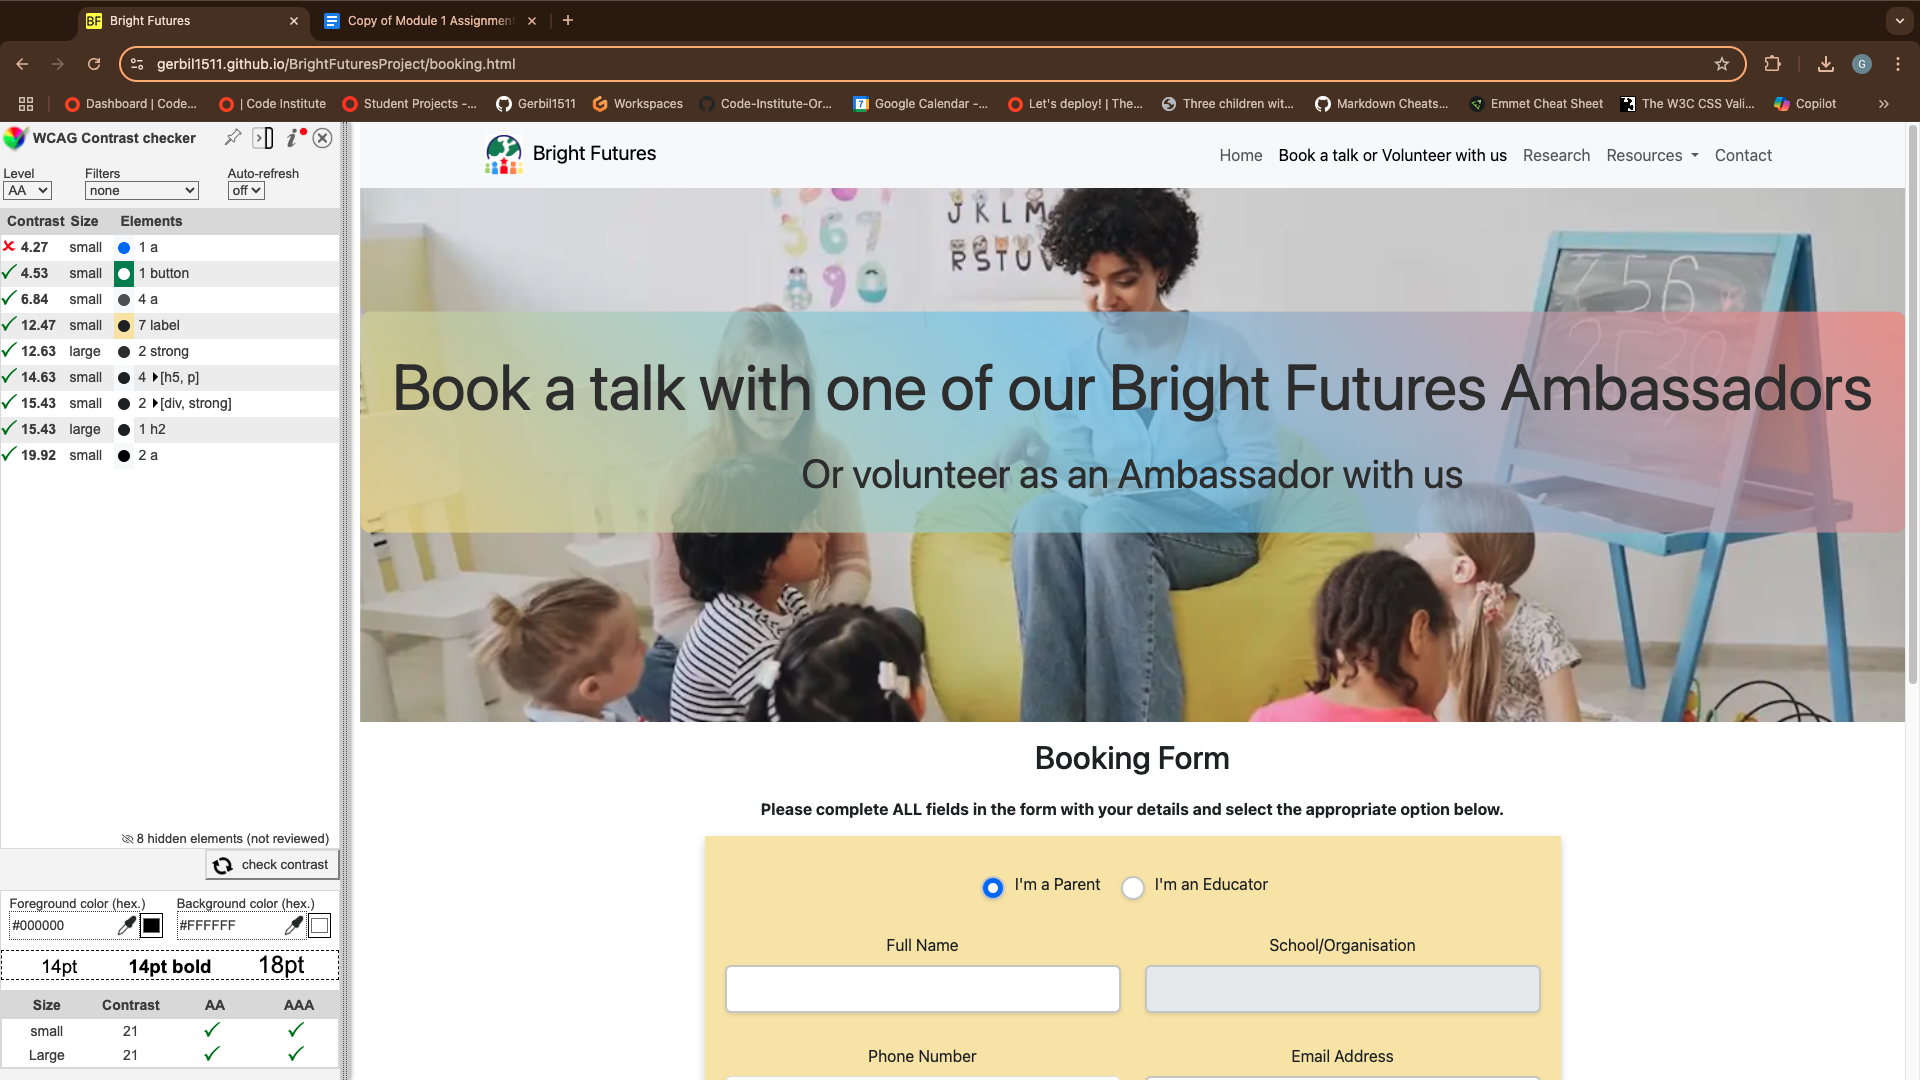 BF Bright Futures
Copy of Module 1 Assignmen
gerbil1511.github.io/BrightFuturesProject/booking.html
G
Dashboard | Code...
| Code Institute
Student Projects -...
Gerbil1511
Workspaces
Code-Institute-Or...
7 Google Calendar -...
Let's deploy! | The...
Three children wit...
Markdown Cheats...
Emmet Cheat Sheet
The W3C CSS Vali...
Copilot
WCAG Contrast checker
Level Filters Auto-refresh
AA none off
Contrast Size Elements
4.27 small 1 a
4.53 small 1 button
6.84 small 4 a
12.47 small 7 label
12.63 large 2 strong
14.63 small 4 [h5, p]
15.43 small 2 [div, strong]
15.43 large 1 h2
19.92 small 2 a
8 hidden elements (not reviewed)
check contrast
Foreground color (hex.) Background color (hex.)
#000000 #FFFFFF
14pt 14pt bold 18pt
Size Contrast AA AAA
small 21
Large 21
Bright Futures
Home Book a talk or Volunteer with us Research Resources Contact
J K L M
5 6 7
R S T U V
8 9 0
Book a talk with one of our Bright Futures Ambassadors
Or volunteer as an Ambassador with us
Booking Form
Please complete ALL fields in the form with your details and select the appropriate option below.
I'm a Parent I'm an Educator
Full Name School/Organisation
Phone Number Email Address